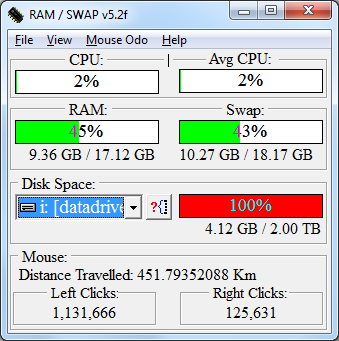 RAM / SWAP v5.2f
File View Mouse Odo Help
CPU: Avg CPU:
2% 2%
RAM: Swap:
45% 43%
9.36 GB / 17.12 GB 10.27 GB / 18.17 GB
Disk Space:
i: [datadrive ?{} 100%
4.12 GB / 2.00 TB
Mouse:
Distance Travelled: 451.79352088 Km
Left Clicks: Right Clicks:
1,131,666 125,631